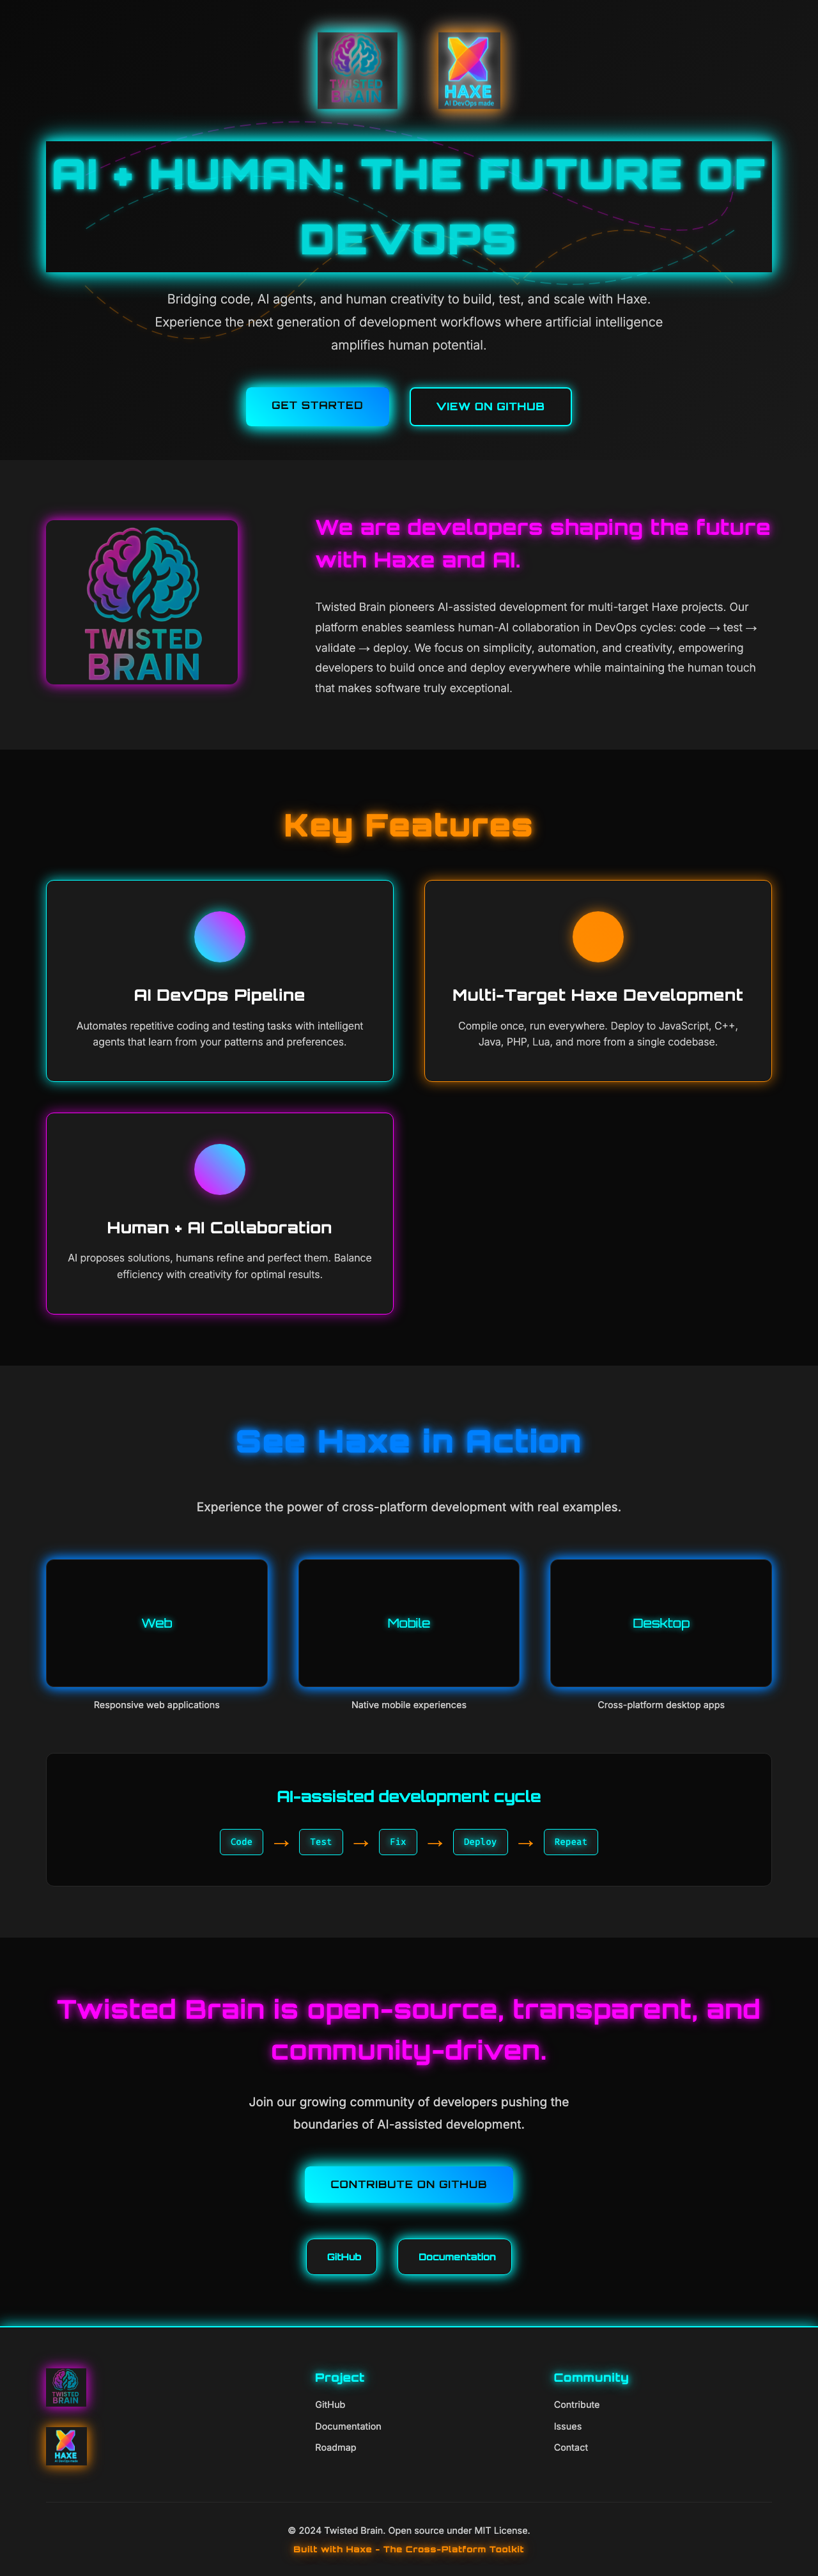 TWISTED
BRAIN
HAXE
AI DevOps made
AI + HUMAN: THE FUTURE OF
DEVOPS
Bridging code, AI agents, and human creativity to build, test, and scale with Haxe.
Experience the next generation of development workflows where artificial intelligence
amplifies human potential.
GET STARTED
VIEW ON GITHUB
TWISTED
BRAIN
We are developers shaping the future
with Haxe and AI.
Twisted Brain pioneers AI-assisted development for multi-target Haxe projects. Our
platform enables seamless human-AI collaboration in DevOps cycles: code → test →
validate → deploy. We focus on simplicity, automation, and creativity, empowering
developers to build once and deploy everywhere while maintaining the human touch
that makes software truly exceptional.
Key Features
AI DevOps Pipeline
Automates repetitive coding and testing tasks with intelligent
agents that learn from your patterns and preferences.
Multi-Target Haxe Development
Compile once, run everywhere. Deploy to JavaScript, C++,
Java, PHP, Lua, and more from a single codebase.
Human + AI Collaboration
AI proposes solutions, humans refine and perfect them. Balance
efficiency with creativity for optimal results.
See Haxe in Action
Experience the power of cross-platform development with real examples.
Web
Responsive web applications
Mobile
Native mobile experiences
Desktop
Cross-platform desktop apps
AI-assisted development cycle
Code → Test → Fix → Deploy → Repeat
Twisted Brain is open-source, transparent, and
community-driven.
Join our growing community of developers pushing the
boundaries of AI-assisted development.
CONTRIBUTE ON GITHUB
GitHub
Documentation
TWISTED
BRAIN
HAXE
AI DevOps made
Project
GitHub
Documentation
Roadmap
Community
Contribute
Issues
Contact
© 2024 Twisted Brain. Open source under MIT License.
Built with Haxe - The Cross-Platform Toolkit